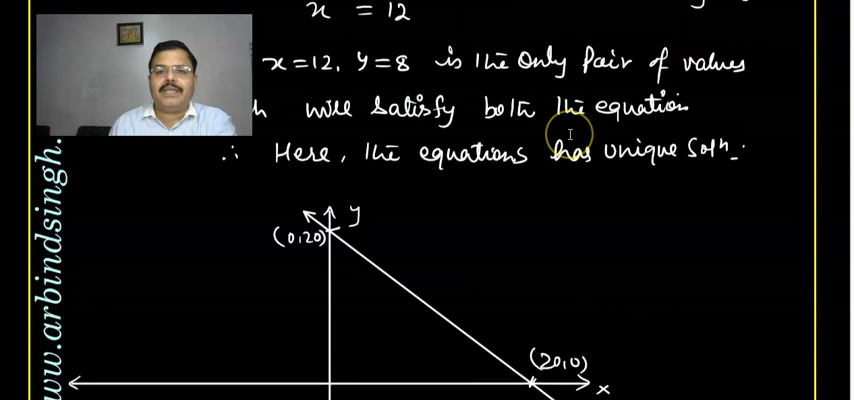 x = 12
x = 12, y = 8 is the only pair of values
will satisfy both the equation
∴ Here, the equations has unique Soln.
y
(0,20)
(20,0)
x
www.arbindsingh.